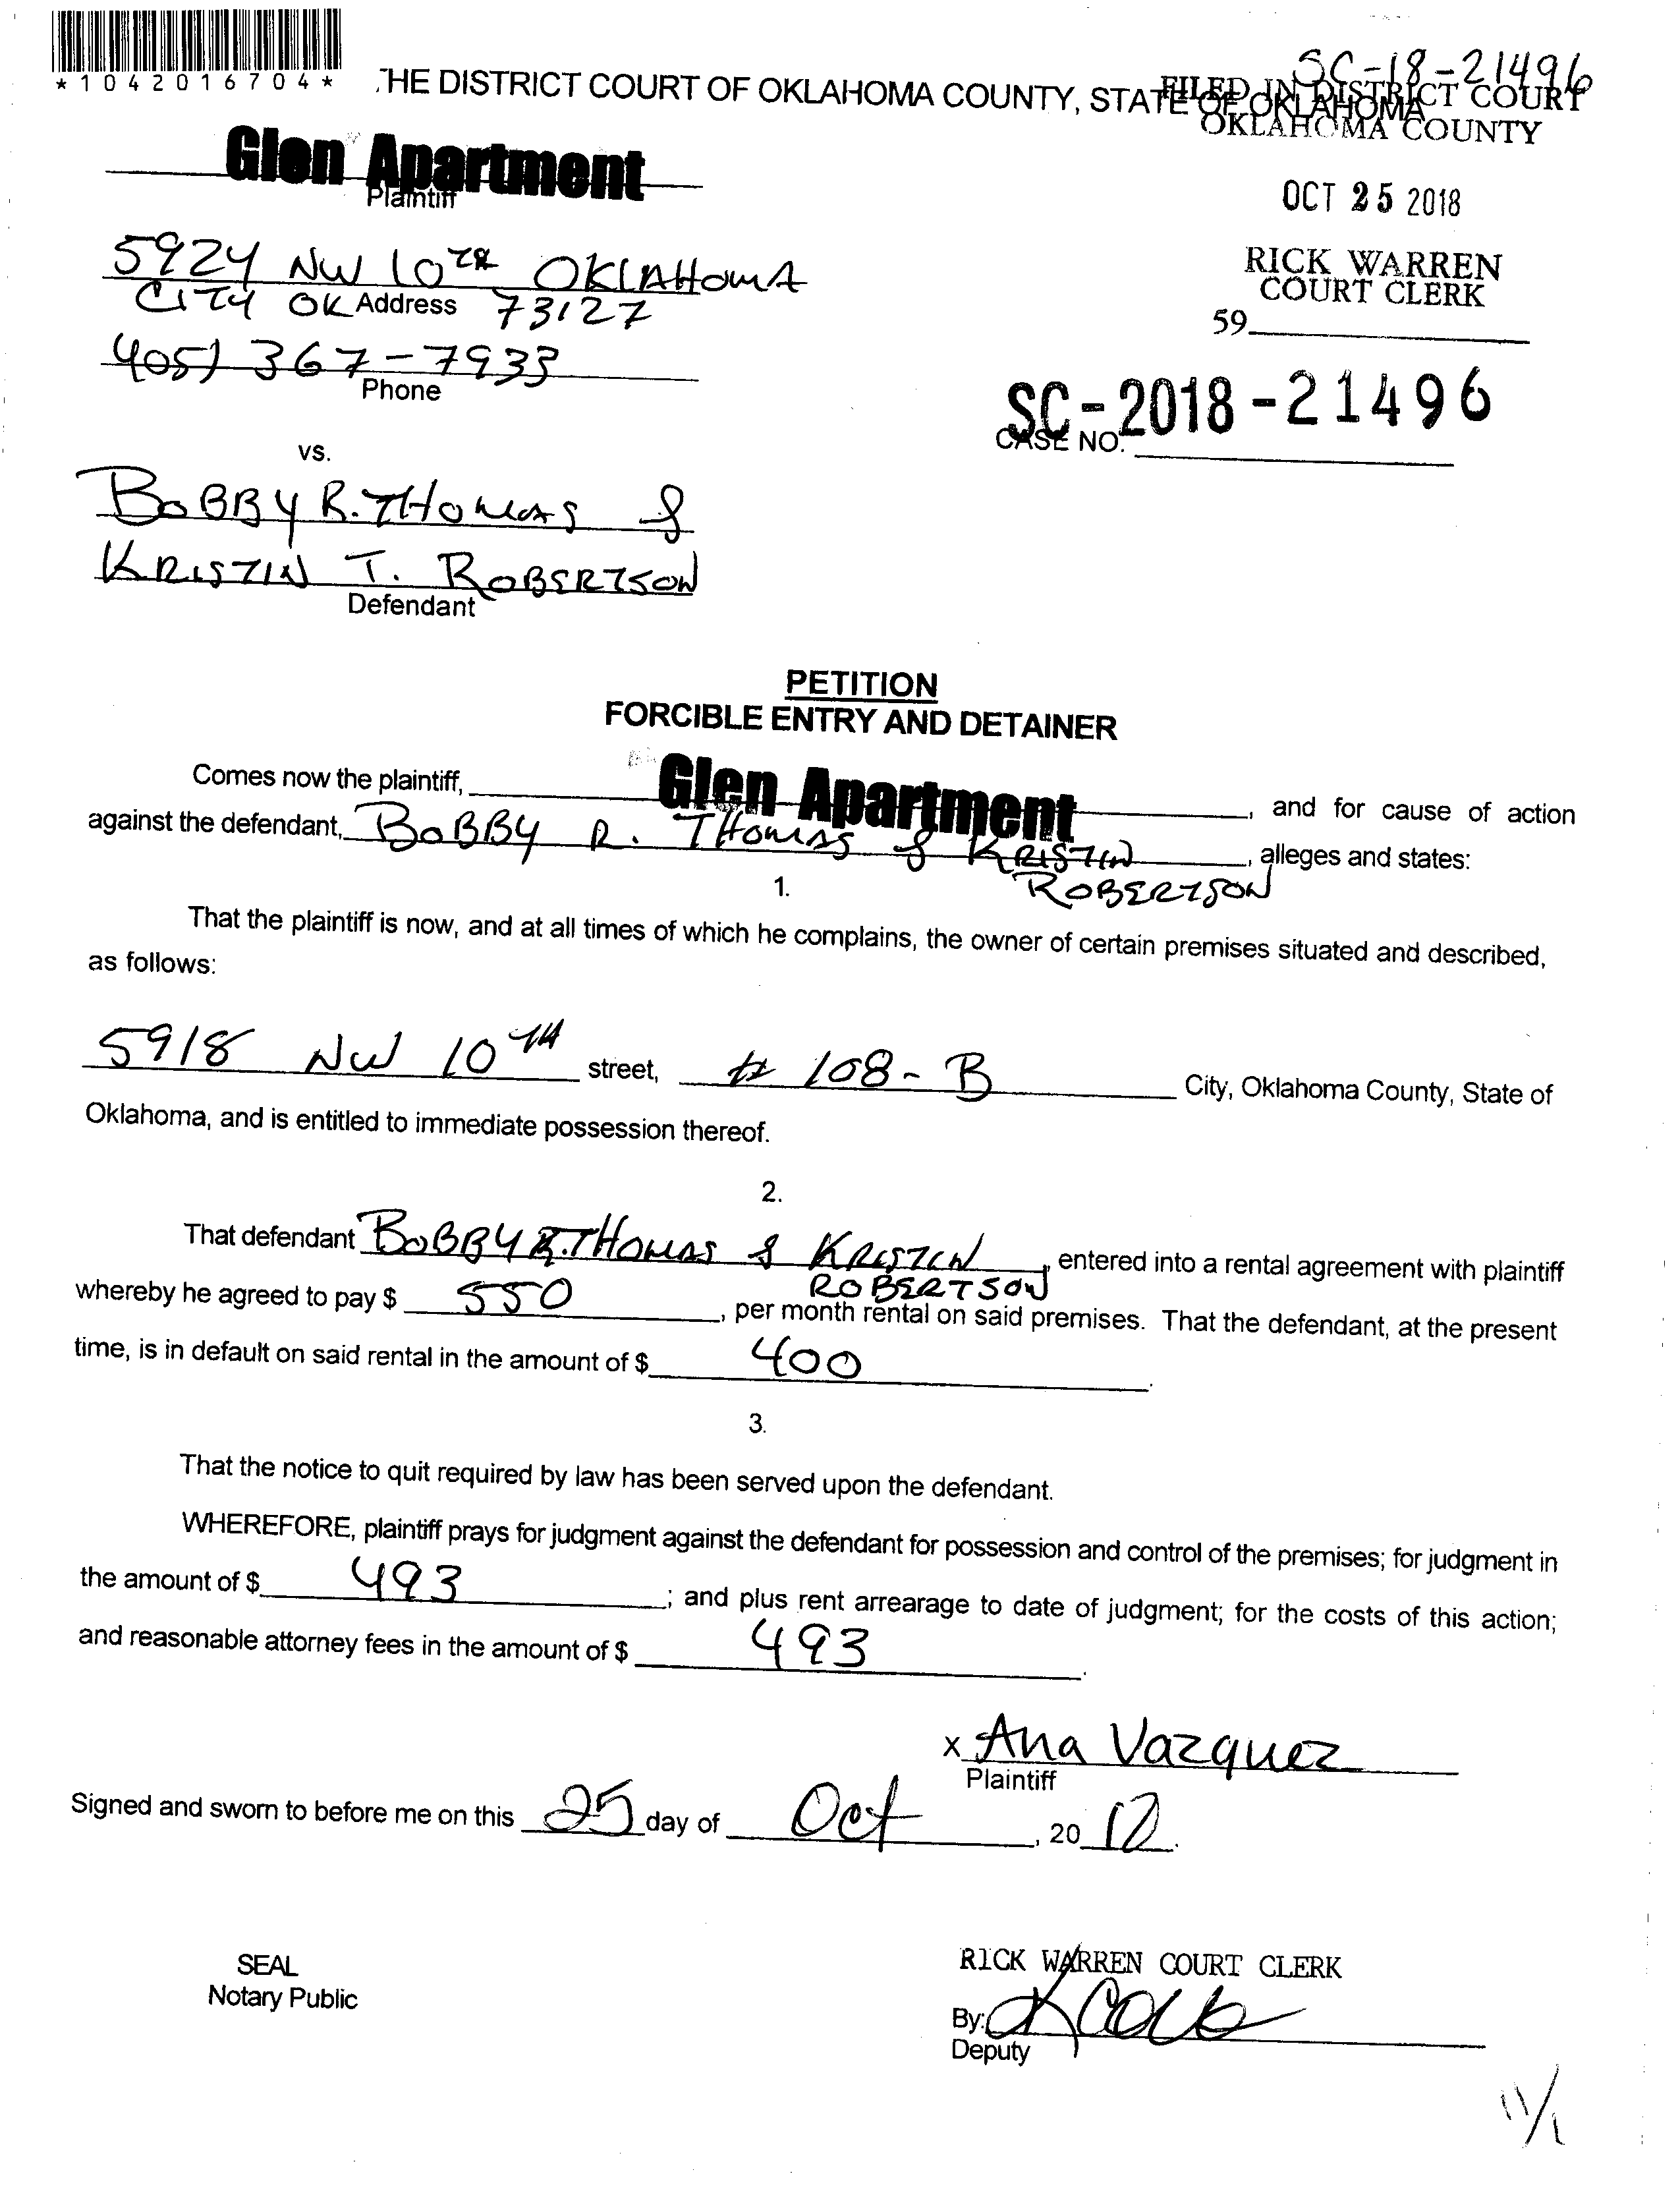 *1042016704*
SC-18-21496
THE DISTRICT COURT OF OKLAHOMA COUNTY, STATE OF OKLAHOMA
FILED IN DISTRICT COURT
OKLAHOMA COUNTY
Glen Apartment
Plaintiff
OCT 25 2018
5924 NW 10TH OKLAHOMA
CITY OK Address 73127
RICK WARREN
COURT CLERK
59
405) 367-7933
Phone
SC-2018-21496
CASE NO.
vs.
BOBBY R. THOMAS &
KRISTIN T. ROBERTSON
Defendant
PETITION
FORCIBLE ENTRY AND DETAINER
Comes now the plaintiff, Glen Apartment, and for cause of action
against the defendant, BOBBY R. THOMAS & KRISTIN, alleges and states:
ROBERTSON
1.
That the plaintiff is now, and at all times of which he complains, the owner of certain premises situated and described,
as follows:
5918 NW 10TH street, # 108-B City, Oklahoma County, State of
Oklahoma, and is entitled to immediate possession thereof.
2.
That defendant BOBBY R. THOMAS & KRISTIN, entered into a rental agreement with plaintiff
ROBERTSON
whereby he agreed to pay $ 550, per month rental on said premises. That the defendant, at the present
time, is in default on said rental in the amount of $ 400.
3.
That the notice to quit required by law has been served upon the defendant.
WHEREFORE, plaintiff prays for judgment against the defendant for possession and control of the premises; for judgment in
the amount of $ 493; and plus rent arrearage to date of judgment; for the costs of this action;
and reasonable attorney fees in the amount of $ 493.
x Ana Vazquez
Plaintiff
Signed and sworn to before me on this 25 day of Oct, 20
SEAL
Notary Public
RICK WARREN COURT CLERK
By:
Deputy
11/1